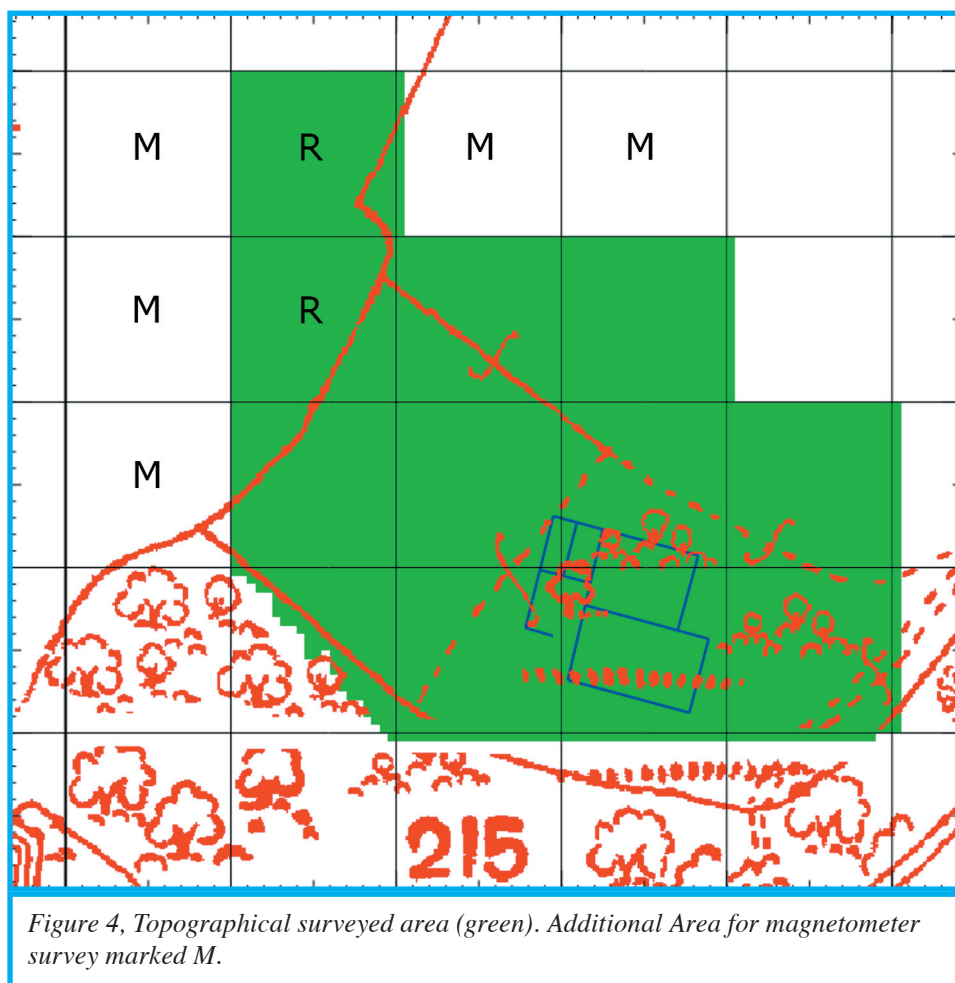 M R M M
M R
M
215
Figure 4, Topographical surveyed area (green). Additional Area for magnetometer
survey marked M.